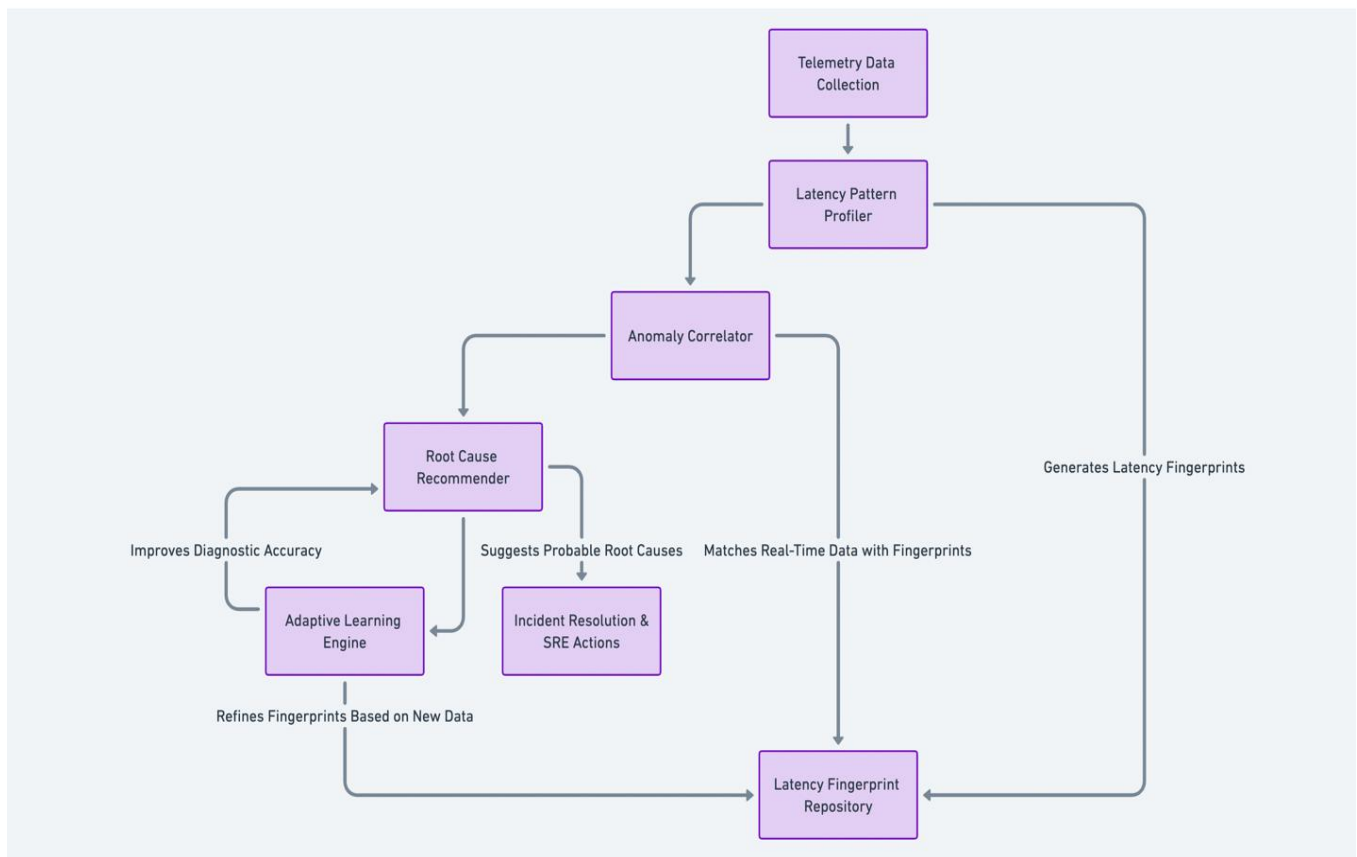 Telemetry Data
Collection
Latency Pattern
Profiler
Anomaly Correlator
Root Cause
Recommender
Generates Latency Fingerprints
Improves Diagnostic Accuracy
Suggests Probable Root Causes
Matches Real-Time Data with Fingerprints
Adaptive Learning
Engine
Incident Resolution &
SRE Actions
Refines Fingerprints Based on New Data
Latency Fingerprint
Repository